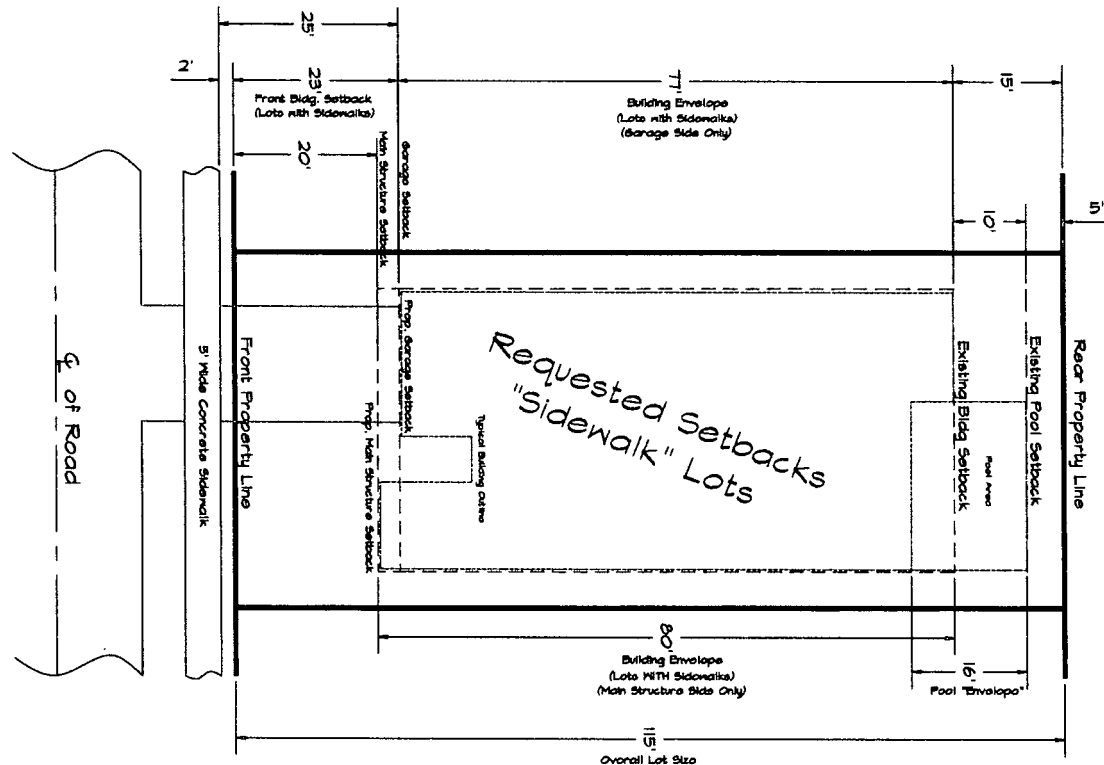 25'
2'
23'
Front Bldg. Setback
(Lots with Sidewalks)
20'
77'
Building Envelope
(Lots with Sidewalks)
(Garage Side Only)
15'
10'
5'
Garage Setback
Main Structure Setback
Prop. Garage Setback
Prop. Main Structure Setback
Typical Building Outline
Requested Setbacks
"Sidewalk" Lots
Existing Bldg Setback
Pool Area
Existing Pool Setback
Rear Property Line
Front Property Line
5' Wide Concrete Sidewalk
℄ of Road
80'
Building Envelope
(Lots WITH Sidewalks)
(Main Structure Side Only)
16'
Pool "Envelope"
115'
Overall Lot Size